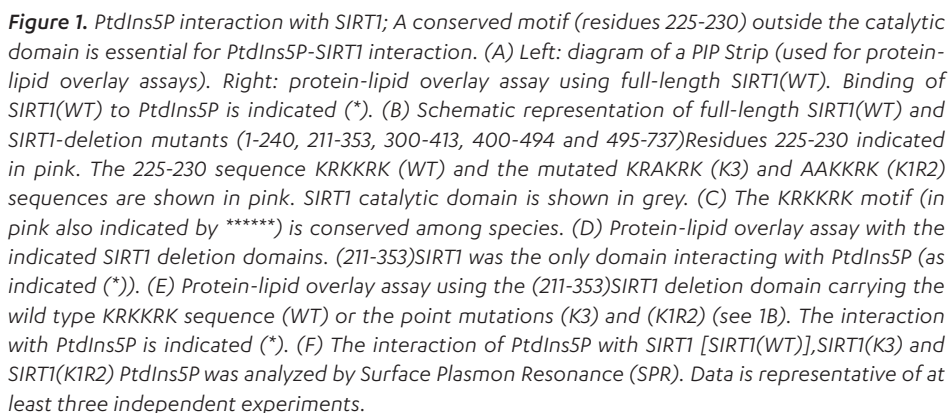 Figure 1. PtdIns5P interaction with SIRT1; A conserved motif (residues 225-230) outside the catalytic
domain is essential for PtdIns5P-SIRT1 interaction. (A) Left: diagram of a PIP Strip (used for protein-
lipid overlay assays). Right: protein-lipid overlay assay using full-length SIRT1(WT). Binding of
SIRT1(WT) to PtdIns5P is indicated (*). (B) Schematic representation of full-length SIRT1(WT) and
SIRT1-deletion mutants (1-240, 211-353, 300-413, 400-494 and 495-737)Residues 225-230 indicated
in pink. The 225-230 sequence KRKKRK (WT) and the mutated KRAKRK (K3) and AAKKRK (K1R2)
sequences are shown in pink. SIRT1 catalytic domain is shown in grey. (C) The KRKKRK motif (in
pink also indicated by ******) is conserved among species. (D) Protein-lipid overlay assay with the
indicated SIRT1 deletion domains. (211-353)SIRT1 was the only domain interacting with PtdIns5P (as
indicated (*)). (E) Protein-lipid overlay assay using the (211-353)SIRT1 deletion domain carrying the
wild type KRKKRK sequence (WT) or the point mutations (K3) and (K1R2) (see 1B). The interaction
with PtdIns5P is indicated (*). (F) The interaction of PtdIns5P with SIRT1 [SIRT1(WT)],SIRT1(K3) and
SIRT1(K1R2) PtdIns5P was analyzed by Surface Plasmon Resonance (SPR). Data is representative of at
least three independent experiments.